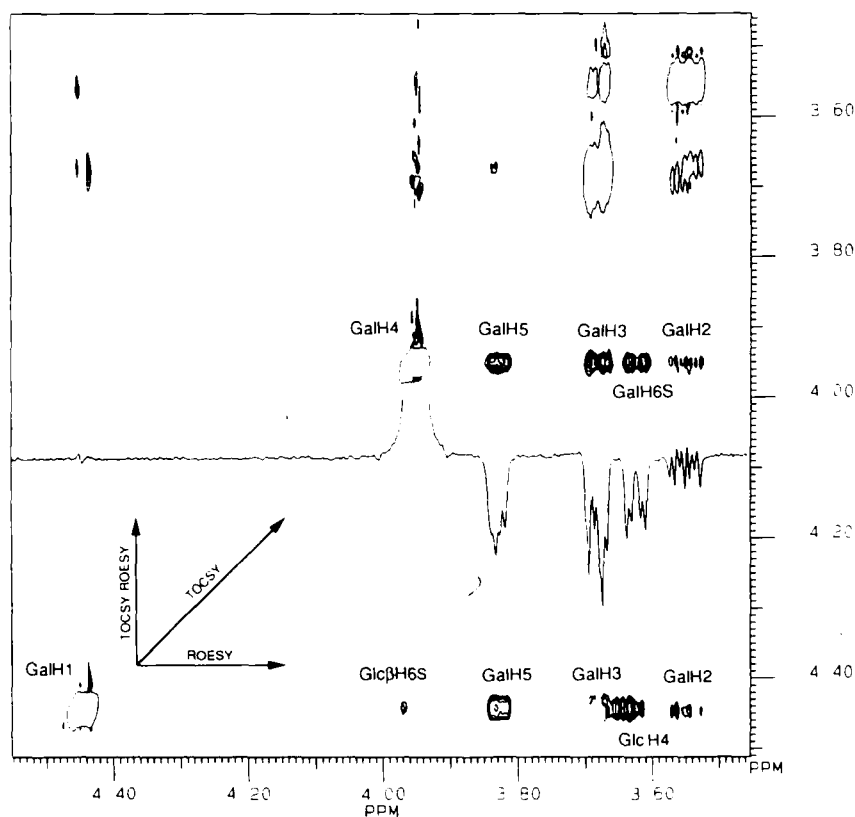 3 60
3 80
GalH4 GalH5 GalH3 GalH2
4 00
GalH6S
4 20
TOCSY ROESY
TOCSY
ROESY
GalH1 GlcβH6S GalH5 GalH3 GalH2
4 40
Glc H4
PPM
4 40 4 20 4 00 3 80 3 60
PPM